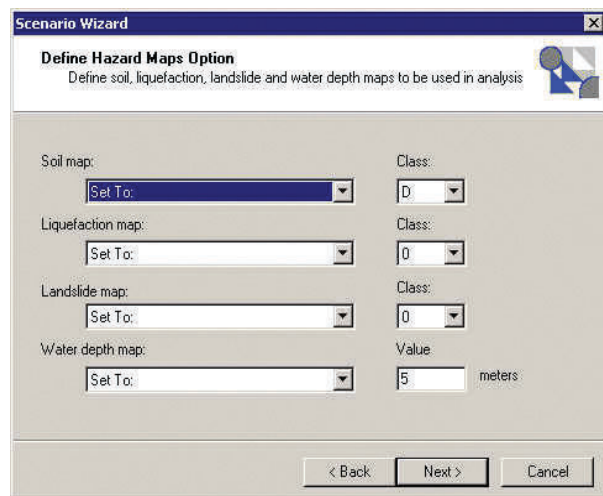 Scenario Wizard
Define Hazard Maps Option
Define soil, liquefaction, landslide and water depth maps to be used in analysis
Soil map:
Class:
Set To:
D
Liquefaction map:
Class:
Set To:
0
Landslide map:
Class:
Set To:
0
Water depth map:
Value
Set To:
5
meters
< Back
Next >
Cancel